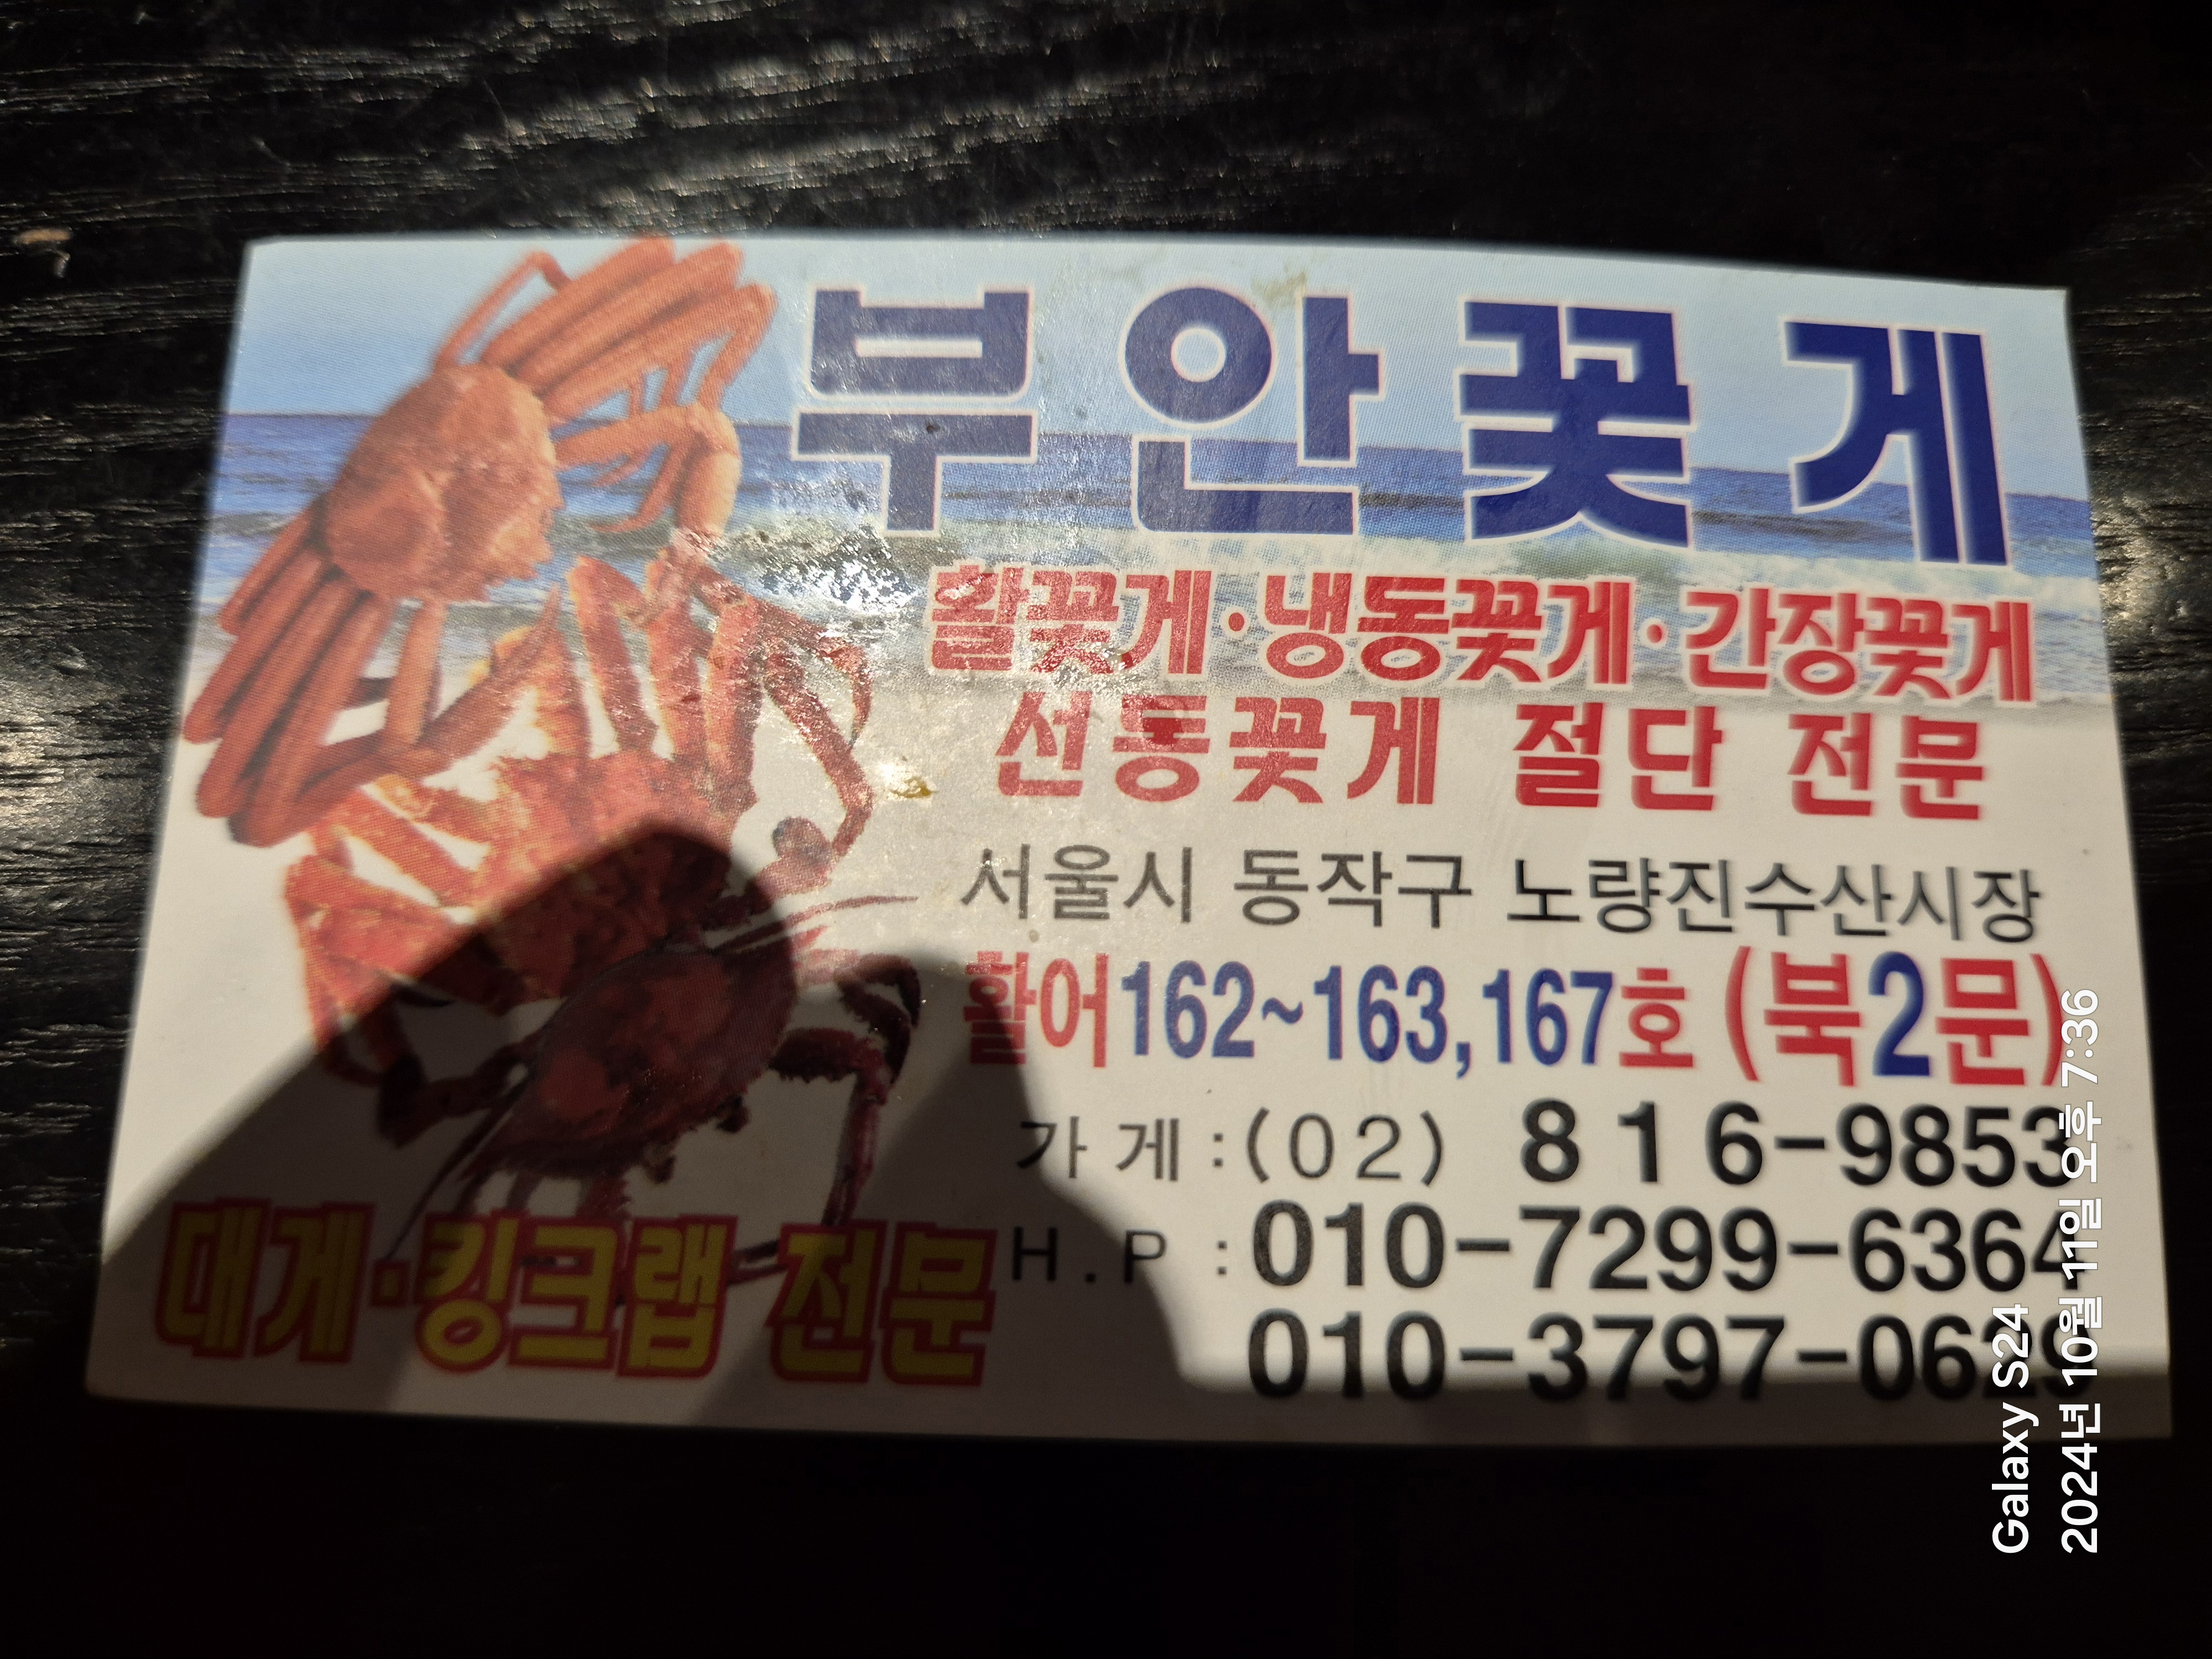 부안꽃게
활꽃게·냉동꽃게·간장꽃게
선동꽃게 절단 전문
서울시 동작구 노량진수산시장
활어162~163,167호 (북2문)
가게:(02) 816-9853
H.P :010-7299-6364
010-3797-0629
대게·킹크랩 전문
Galaxy S24
2024년 10월 11일 오후 7:36